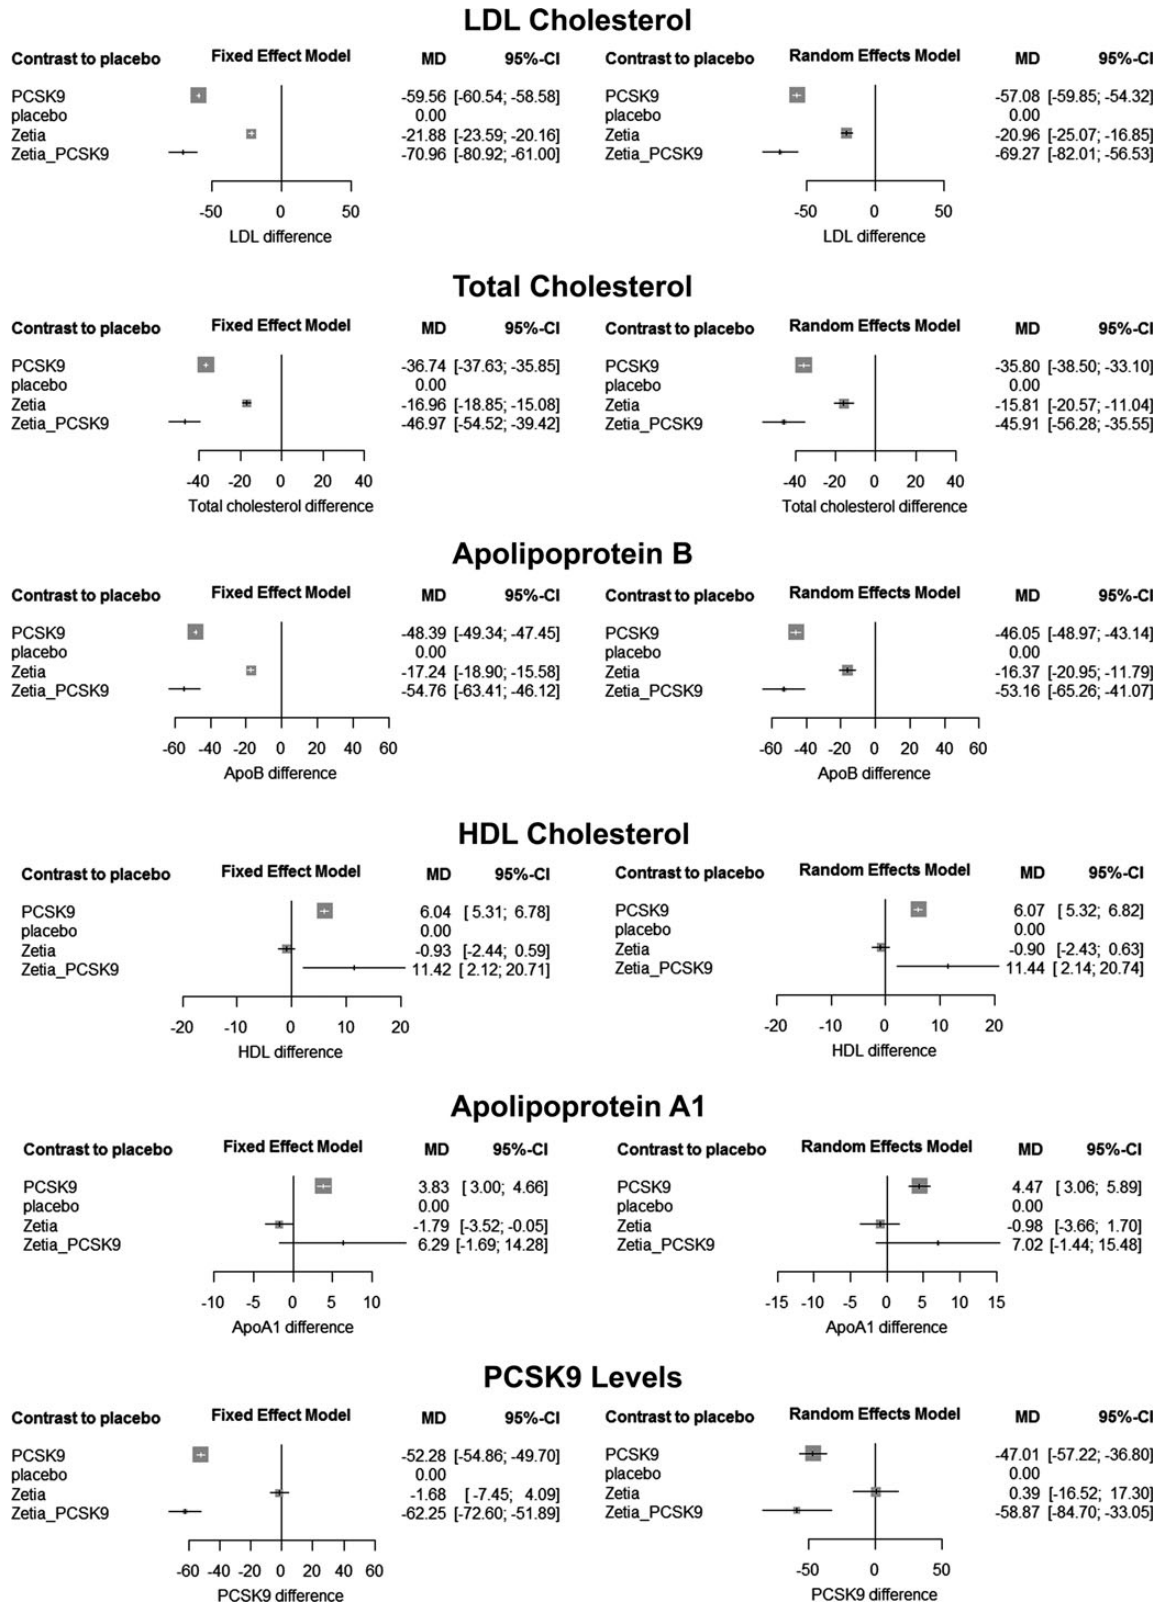 LDL Cholesterol
Contrast to placebo Fixed Effect Model MD 95%-CI Contrast to placebo Random Effects Model MD 95%-CI
PCSK9 -59.56 [-60.54; -58.58] PCSK9 -57.08 [-59.85; -54.32]
placebo 0.00 placebo 0.00
Zetia -21.88 [-23.59; -20.16] Zetia -20.96 [-25.07; -16.85]
Zetia_PCSK9 -70.96 [-80.92; -61.00] Zetia_PCSK9 -69.27 [-82.01; -56.53]
-50 0 50 -50 0 50
LDL difference LDL difference
Total Cholesterol
Contrast to placebo Fixed Effect Model MD 95%-CI Contrast to placebo Random Effects Model MD 95%-CI
PCSK9 -36.74 [-37.63; -35.85] PCSK9 -35.80 [-38.50; -33.10]
placebo 0.00 placebo 0.00
Zetia -16.96 [-18.85; -15.08] Zetia -15.81 [-20.57; -11.04]
Zetia_PCSK9 -46.97 [-54.52; -39.42] Zetia_PCSK9 -45.91 [-56.28; -35.55]
-40 -20 0 20 40 -40 -20 0 20 40
Total cholesterol difference Total cholesterol difference
Apolipoprotein B
Contrast to placebo Fixed Effect Model MD 95%-CI Contrast to placebo Random Effects Model MD 95%-CI
PCSK9 -48.39 [-49.34; -47.45] PCSK9 -46.05 [-48.97; -43.14]
placebo 0.00 placebo 0.00
Zetia -17.24 [-18.90; -15.58] Zetia -16.37 [-20.95; -11.79]
Zetia_PCSK9 -54.76 [-63.41; -46.12] Zetia_PCSK9 -53.16 [-65.26; -41.07]
-60 -40 -20 0 20 40 60 -60 -40 -20 0 20 40 60
ApoB difference ApoB difference
HDL Cholesterol
Contrast to placebo Fixed Effect Model MD 95%-CI Contrast to placebo Random Effects Model MD 95%-CI
PCSK9 6.04 [ 5.31; 6.78] PCSK9 6.07 [ 5.32; 6.82]
placebo 0.00 placebo 0.00
Zetia -0.93 [-2.44; 0.59] Zetia -0.90 [-2.43; 0.63]
Zetia_PCSK9 11.42 [ 2.12; 20.71] Zetia_PCSK9 11.44 [ 2.14; 20.74]
-20 -10 0 10 20 -20 -10 0 10 20
HDL difference HDL difference
Apolipoprotein A1
Contrast to placebo Fixed Effect Model MD 95%-CI Contrast to placebo Random Effects Model MD 95%-CI
PCSK9 3.83 [ 3.00; 4.66] PCSK9 4.47 [ 3.06; 5.89]
placebo 0.00 placebo 0.00
Zetia -1.79 [-3.52; -0.05] Zetia -0.98 [-3.66; 1.70]
Zetia_PCSK9 6.29 [-1.69; 14.28] Zetia_PCSK9 7.02 [-1.44; 15.48]
-10 -5 0 5 10 -15 -10 -5 0 5 10 15
ApoA1 difference ApoA1 difference
PCSK9 Levels
Contrast to placebo Fixed Effect Model MD 95%-CI Contrast to placebo Random Effects Model MD 95%-CI
PCSK9 -52.28 [-54.86; -49.70] PCSK9 -47.01 [-57.22; -36.80]
placebo 0.00 placebo 0.00
Zetia -1.68 [-7.45; 4.09] Zetia 0.39 [-16.52; 17.30]
Zetia_PCSK9 -62.25 [-72.60; -51.89] Zetia_PCSK9 -58.87 [-84.70; -33.05]
-60 -40 -20 0 20 40 60 -50 0 50
PCSK9 difference PCSK9 difference